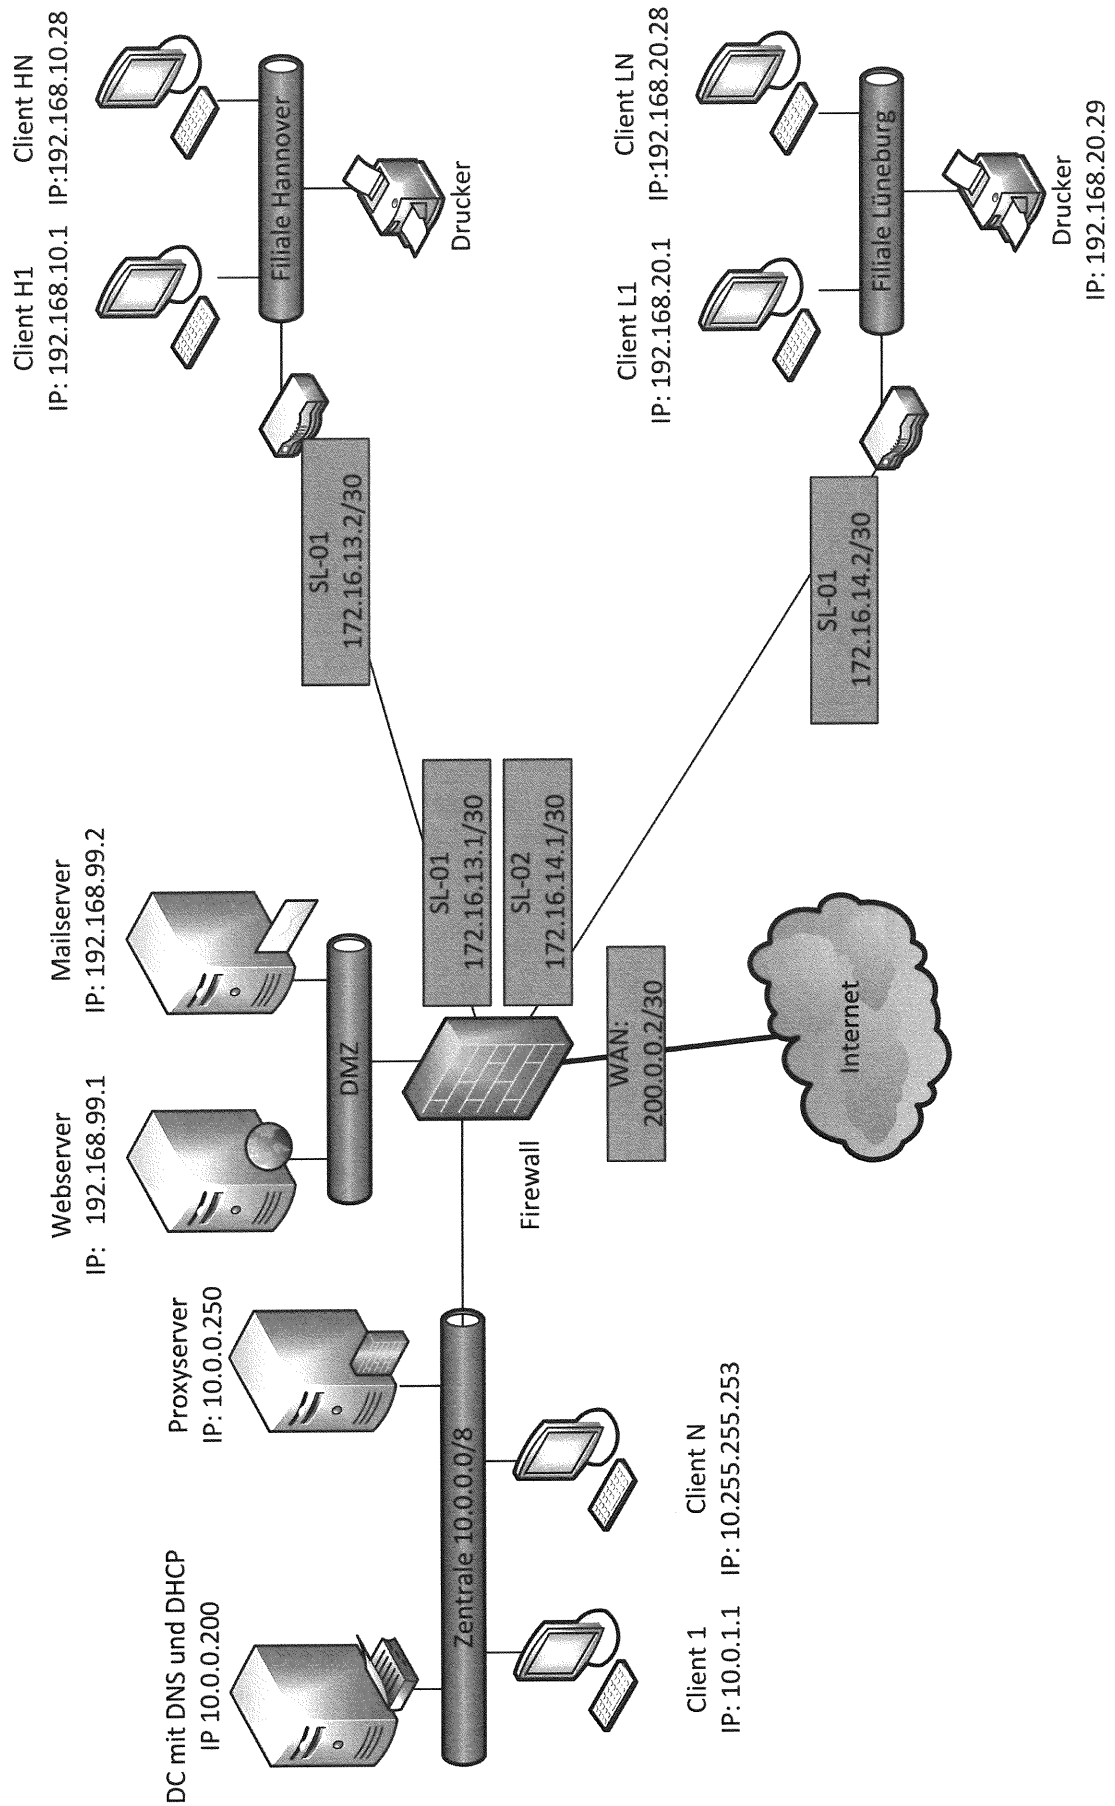 DC mit DNS und DHCP
IP 10.0.0.200
Proxyserver
IP: 10.0.0.250
Webserver
IP: 192.168.99.1
Mailserver
IP: 192.168.99.2
Client H1
IP: 192.168.10.1
Client HN
IP:192.168.10.28
DMZ
Filiale Hannover
Drucker
SL-01
172.16.13.2/30
Zentrale 10.0.0.0/8
Firewall
SL-01
172.16.13.1/30
SL-02
172.16.14.1/30
WAN:
200.0.0.2/30
Internet
Client 1
IP: 10.0.1.1
Client N
IP: 10.255.255.253
Client L1
IP: 192.168.20.1
Client LN
IP:192.168.20.28
SL-01
172.16.14.2/30
Filiale Lüneburg
Drucker
IP: 192.168.20.29